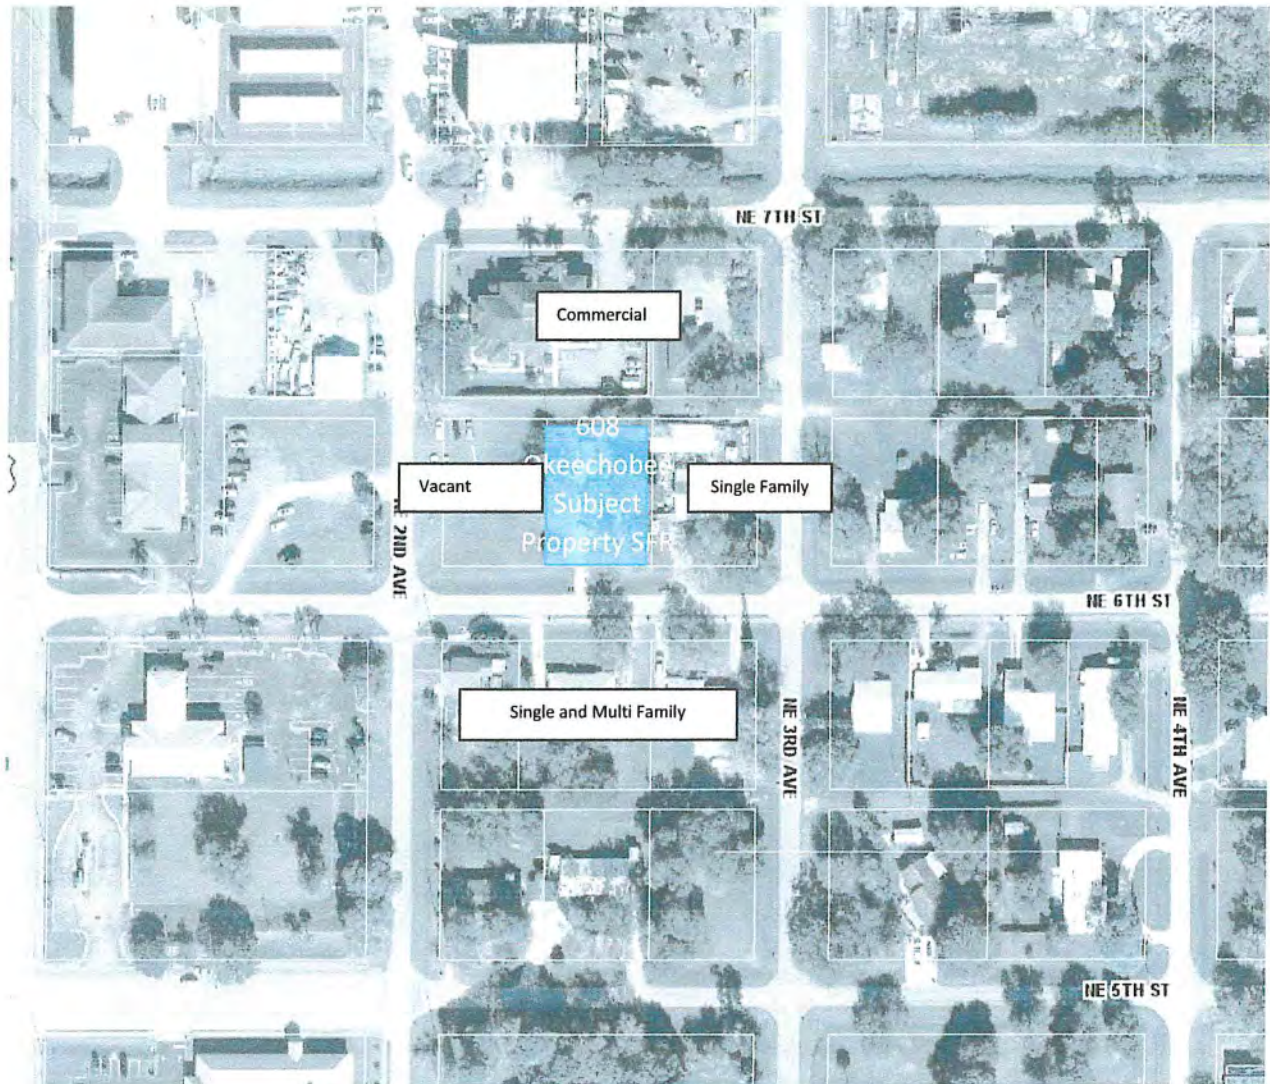 NE 7TH ST
Commercial
608
Okeechobee
Subject
Property SFR
Vacant
Single Family
2ND AVE
NE 6TH ST
Single and Multi Family
NE 3RD AVE
NE 4TH AVE
NE 5TH ST